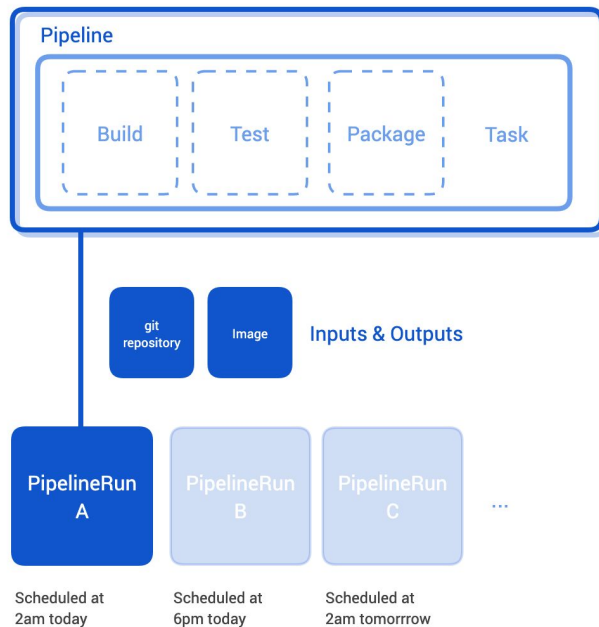 Pipeline
Build
Test
Package
Task
git
repository
Image
Inputs & Outputs
PipelineRun
A
PipelineRun
B
PipelineRun
C
...
Scheduled at
2am today
Scheduled at
6pm today
Scheduled at
2am tomorrrow